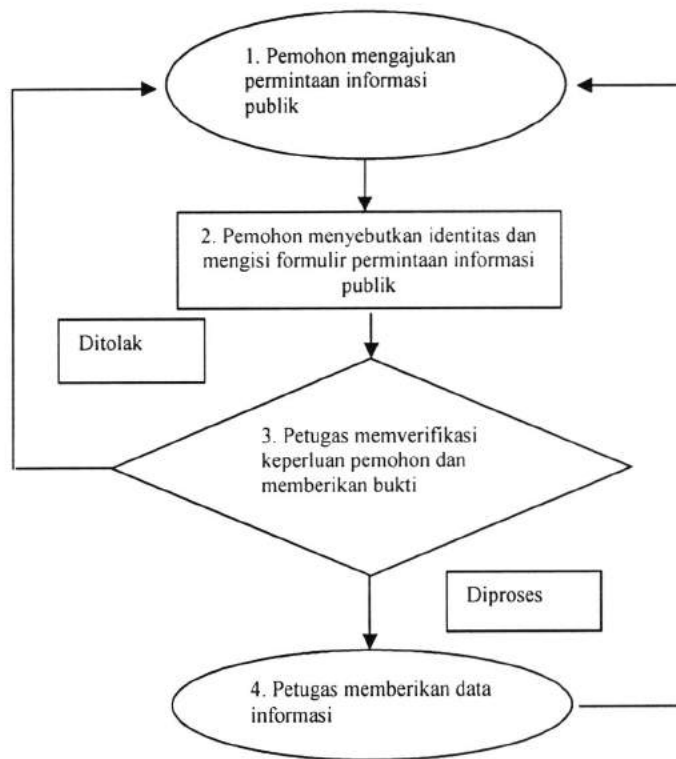 1. Pemohon mengajukan
permintaan informasi
publik
2. Pemohon menyebutkan identitas dan
mengisi formulir permintaan informasi
publik
Ditolak
3. Petugas memverifikasi
keperluan pemohon dan
memberikan bukti
Diproses
4. Petugas memberikan data
informasi